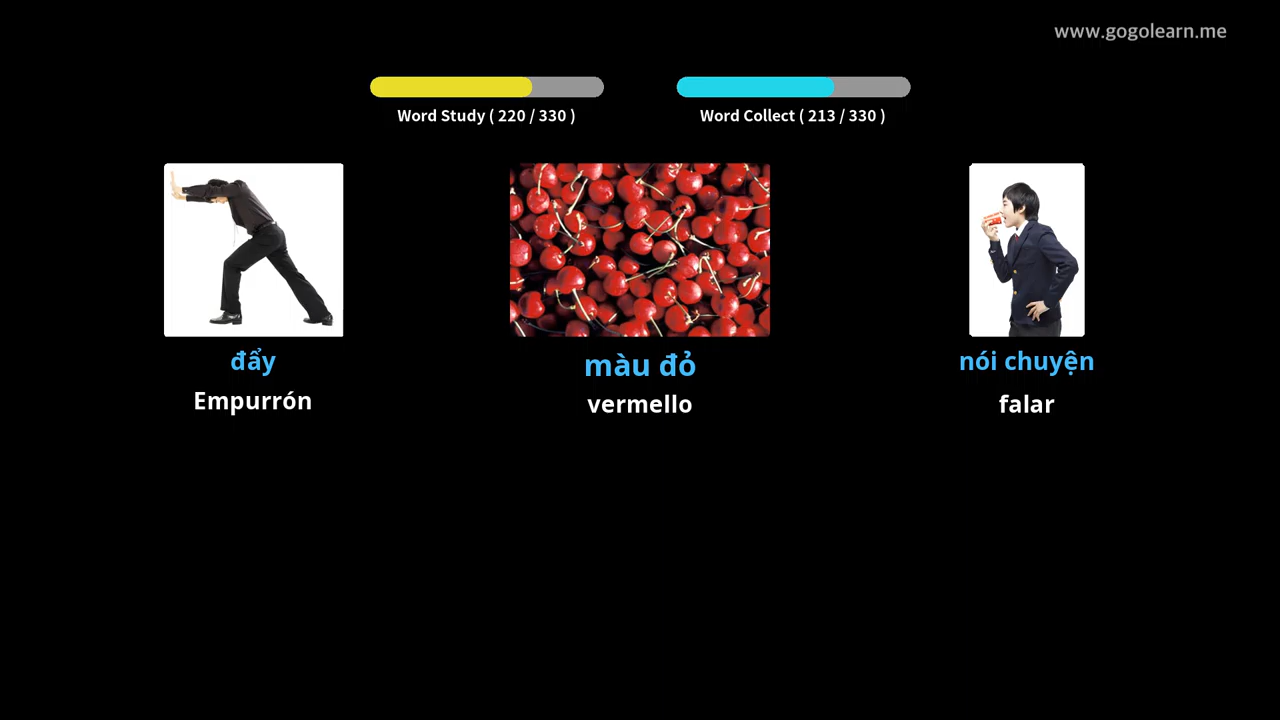 www.gogolearn.me
Word Study ( 220 / 330 )
Word Collect ( 213 / 330 )
đẩy
màu đỏ
nói chuyện
Empurrón
vermello
falar